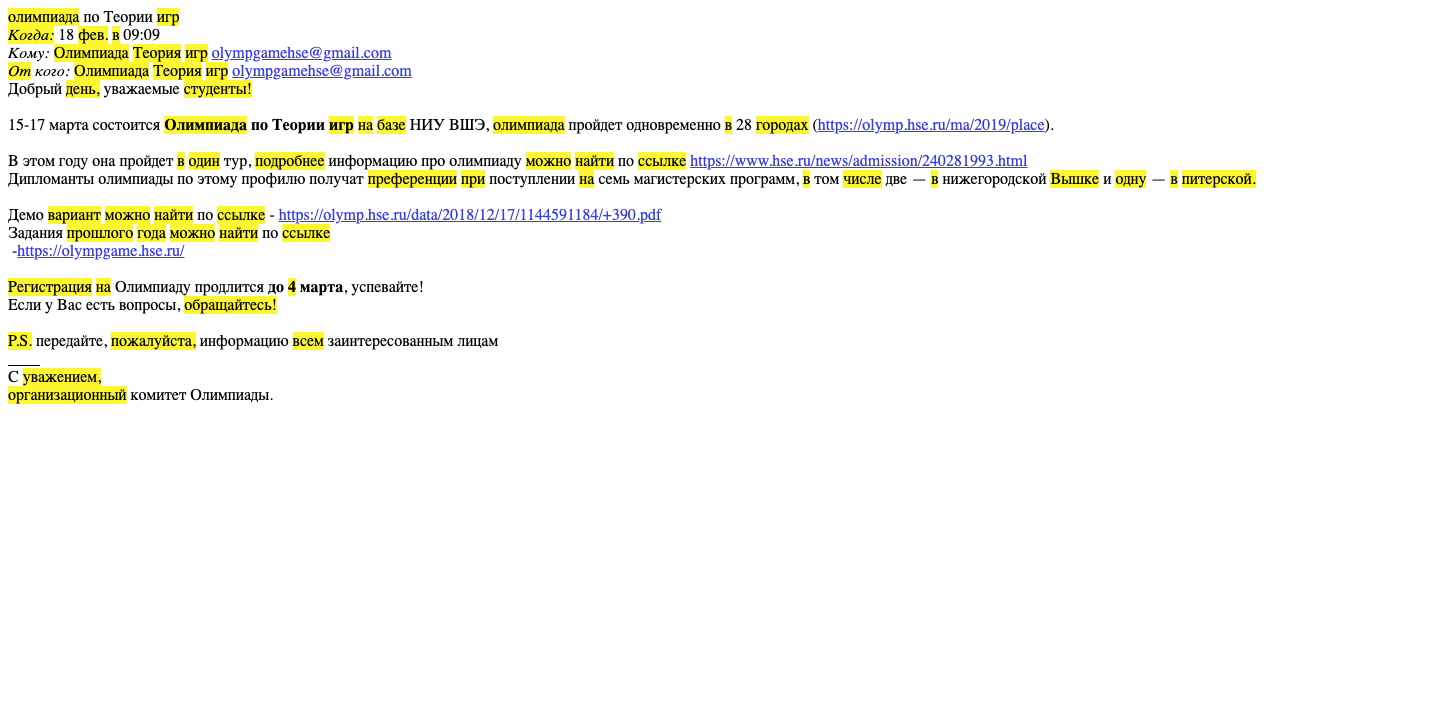 олимпиада по Теории игр
Когда: 18 фев. в 09:09
Кому: Олимпиада Теория игр olympgamehse@gmail.com
От кого: Олимпиада Теория игр olympgamehse@gmail.com
Добрый день, уважаемые студенты!
15-17 марта состоится Олимпиада по Теории игр на базе НИУ ВШЭ, олимпиада пройдет одновременно в 28 городах (https://olymp.hse.ru/ma/2019/place).
В этом году она пройдет в один тур, подробнее информацию про олимпиаду можно найти по ссылке https://www.hse.ru/news/admission/240281993.html
Дипломанты олимпиады по этому профилю получат преференции при поступлении на семь магистерских программ, в том числе две — в нижегородской Вышке и одну — в питерской.
Демо вариант можно найти по ссылке - https://olymp.hse.ru/data/2018/12/17/1144591184/+390.pdf
Задания прошлого года можно найти по ссылке
-https://olympgame.hse.ru/
Регистрация на Олимпиаду продлится до 4 марта, успевайте!
Если у Вас есть вопросы, обращайтесь!
P.S. передайте, пожалуйста, информацию всем заинтересованным лицам
____
С уважением,
организационный комитет Олимпиады.